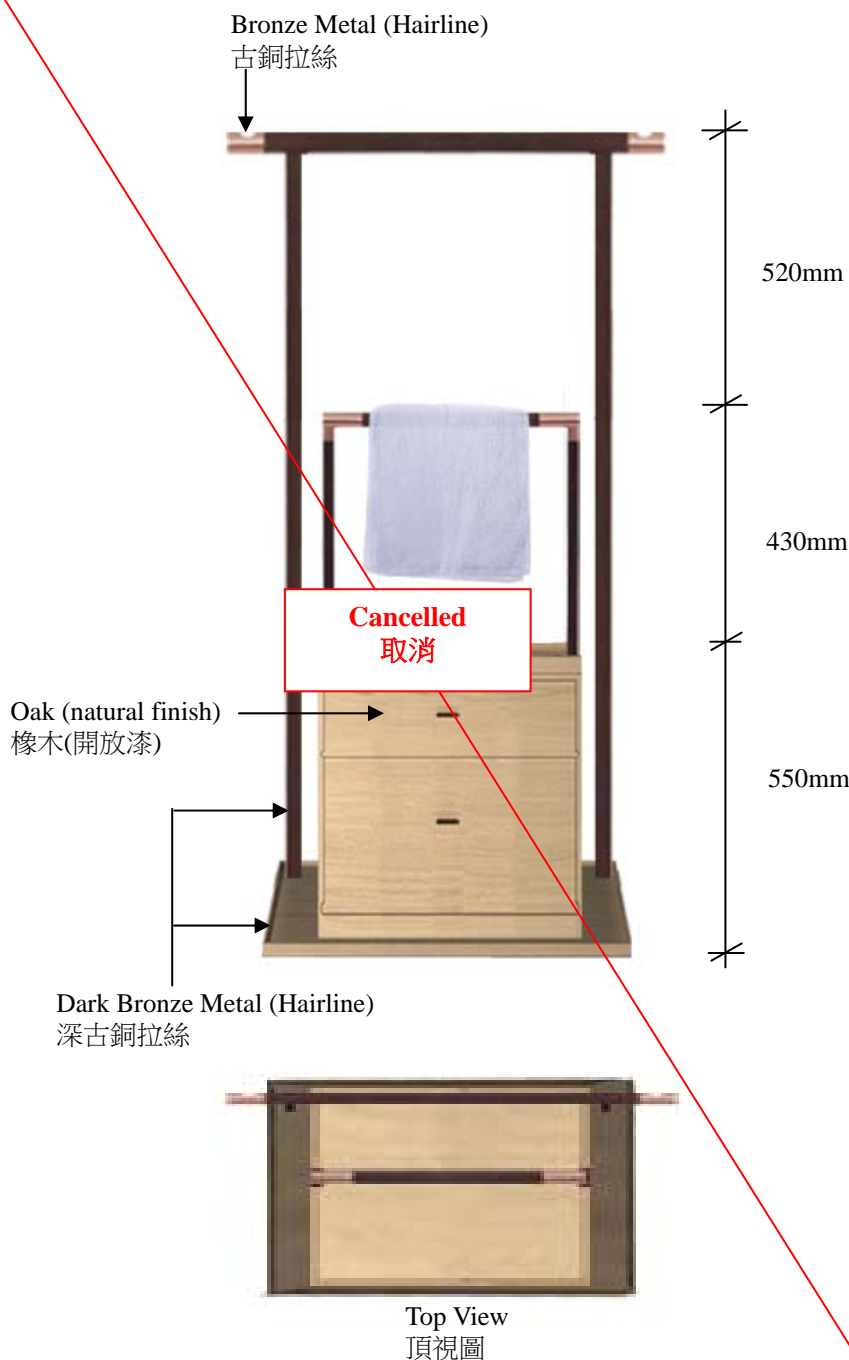 Bronze Metal (Hairline)
古銅拉絲
520mm
430mm
Cancelled
取消
Oak (natural finish)
橡木(開放漆)
550mm
Dark Bronze Metal (Hairline)
深古銅拉絲
Top View
頂視圖